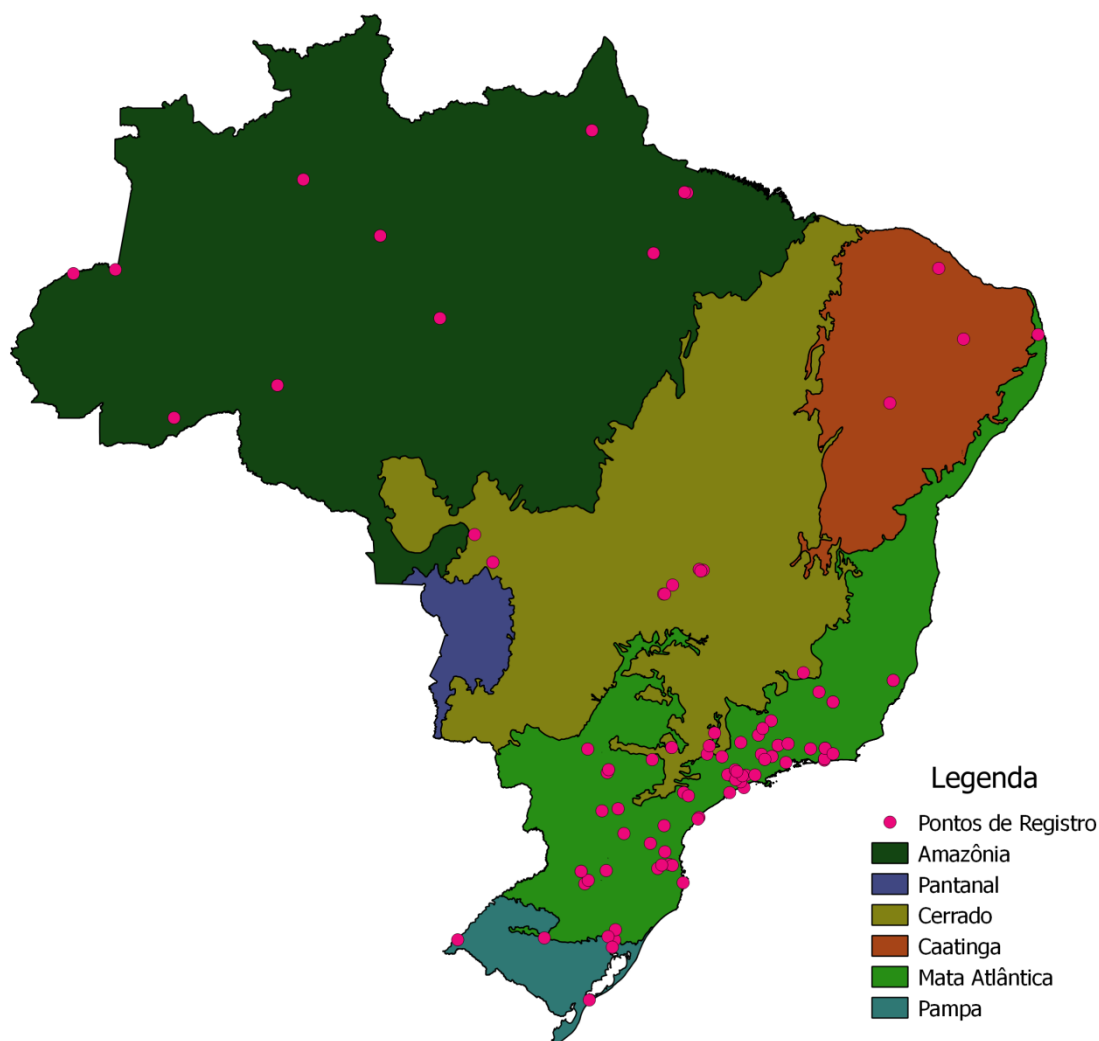 Legenda
Pontos de Registro
Amazônia
Pantanal
Cerrado
Caatinga
Mata Atlântica
Pampa